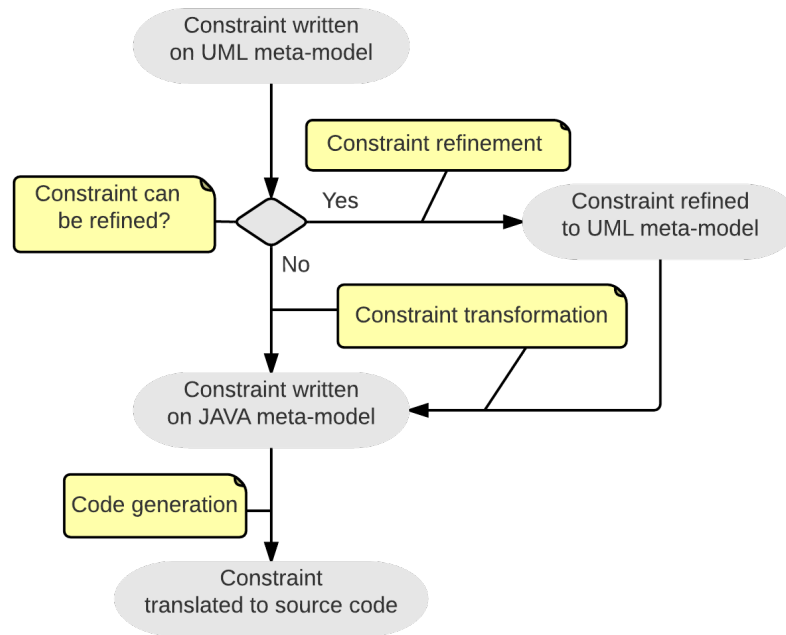 Constraint written
on UML meta-model
Constraint refinement
Constraint can
be refined?
Yes
Constraint refined
to UML meta-model
No
Constraint transformation
Constraint written
on JAVA meta-model
Code generation
Constraint
translated to source code